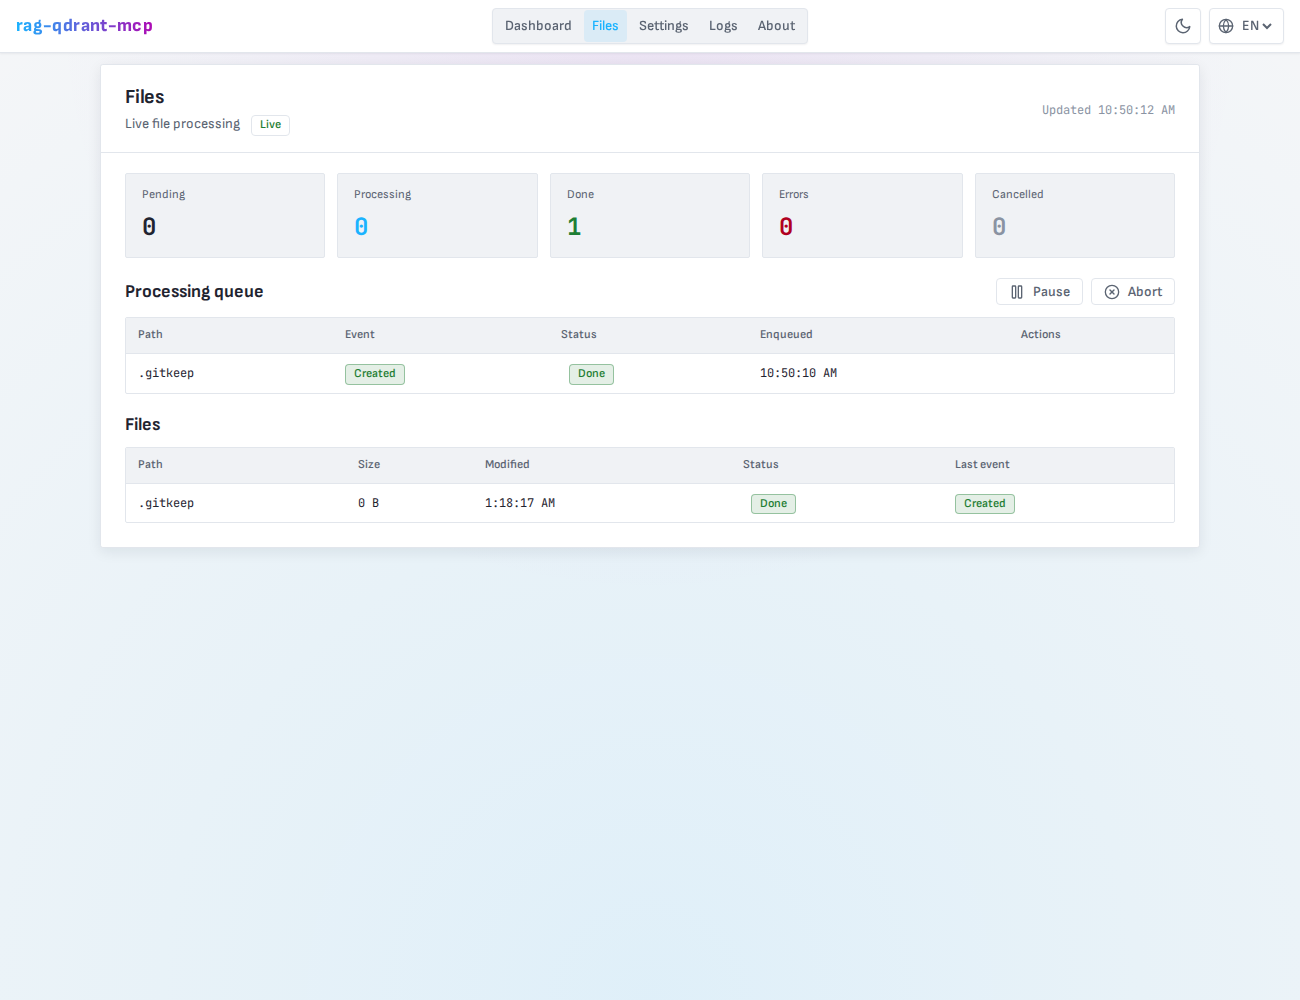 rag-qdrant-mcp Dashboard Files Settings Logs About EN
Files
Live file processing Live
Updated 10:50:12 AM
Pending Processing Done Errors Cancelled
0 0 1 0 0
Processing queue Pause Abort
Path Event Status Enqueued Actions
.gitkeep Created Done 10:50:10 AM
Files
Path Size Modified Status Last event
.gitkeep 0 B 1:18:17 AM Done Created